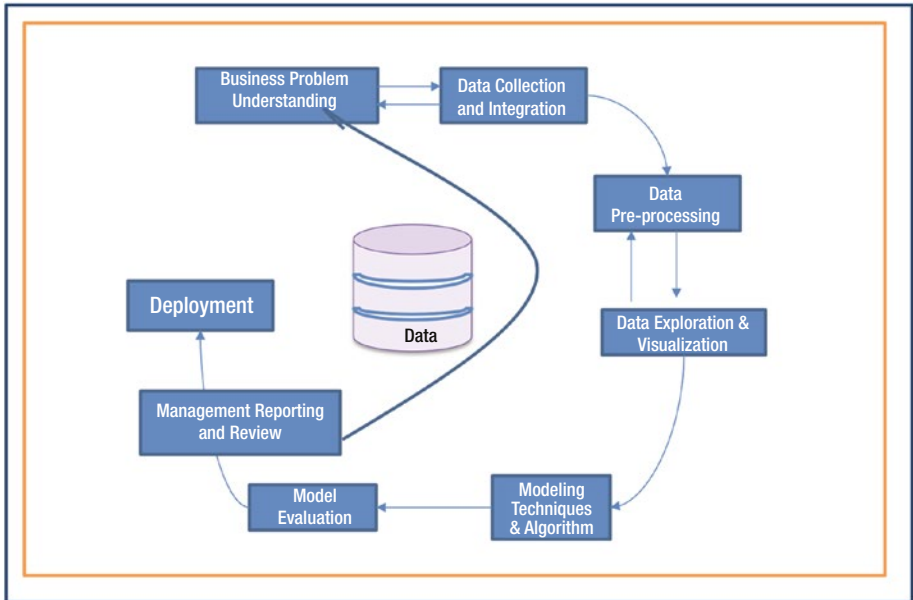 Business Problem
Understanding
Data Collection
and Integration
Data
Pre-processing
Data Exploration &
Visualization
Modeling
Techniques
& Algorithm
Model
Evaluation
Management Reporting
and Review
Deployment
Data